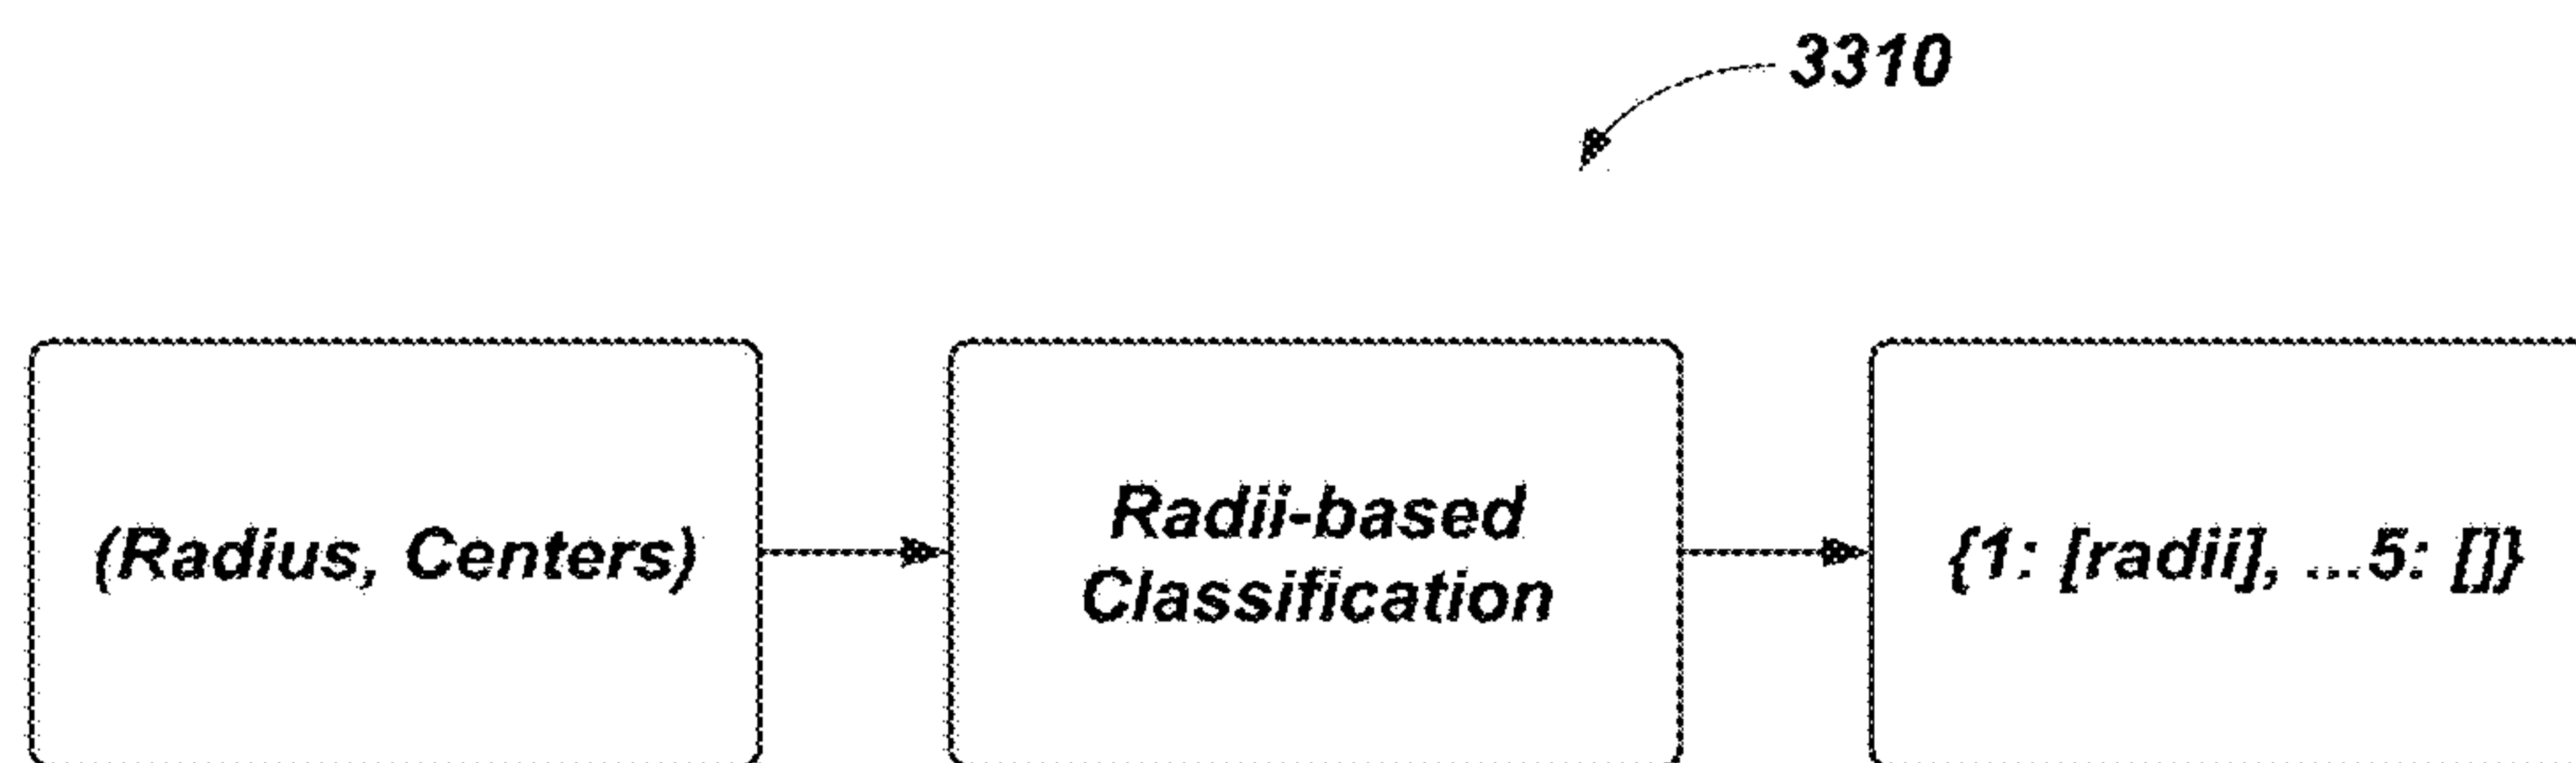 3310
(Radius, Centers)
Radii-based
Classification
{1: [radii], ...5: []}